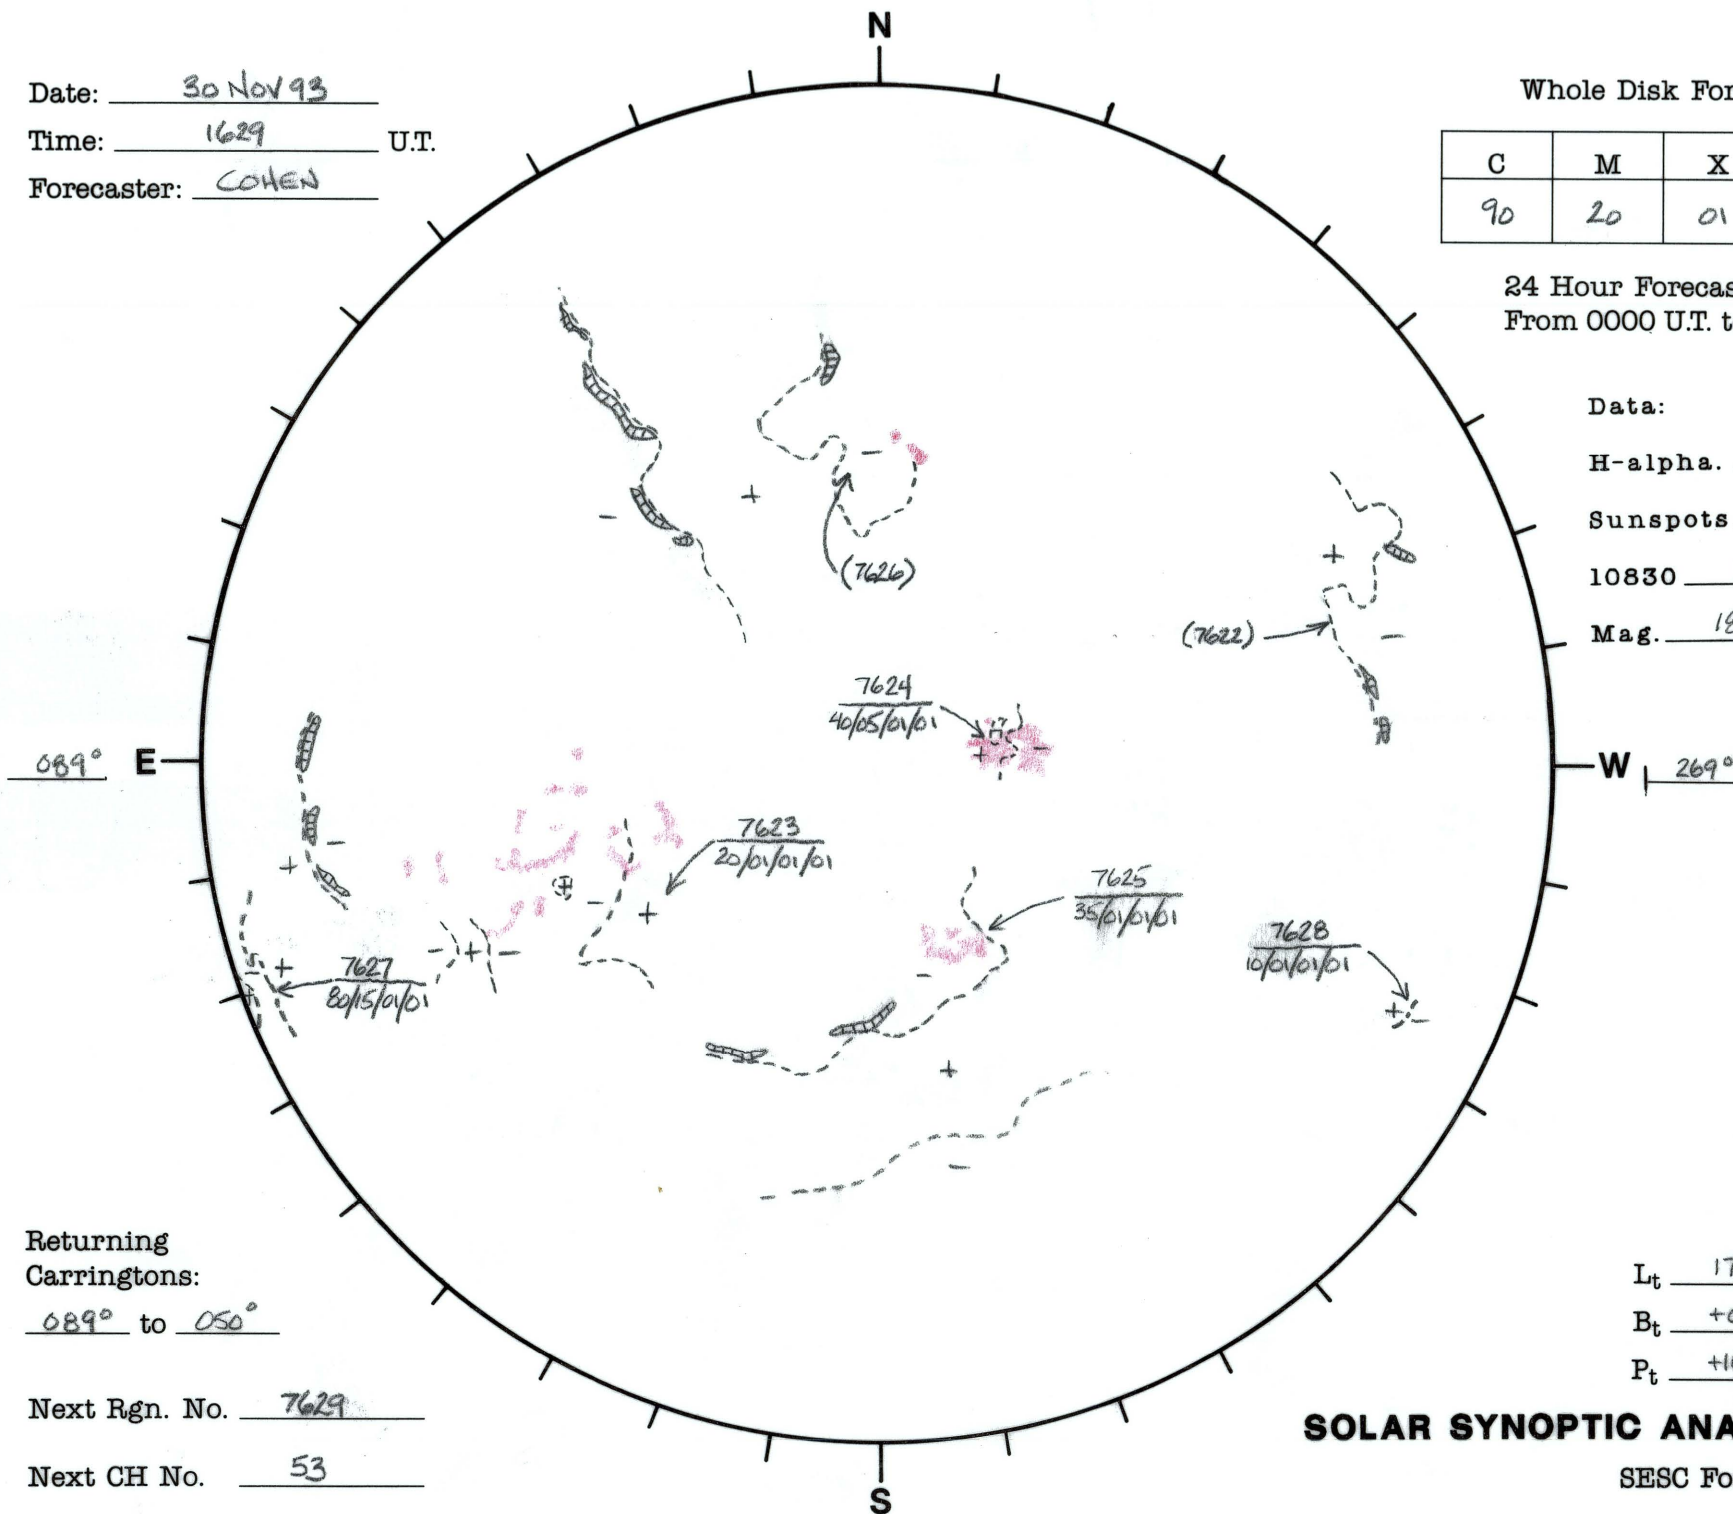 N
Date: 30 NOV 93
Time: 1629 U.T.
Forecaster: COHEN
Whole Disk For
C M X
90 20 01
24 Hour Forecas
From 0000 U.T. t
Data:
H-alpha.
Sunspots
10830
Mag. 18
(7626)
(7622)
7624
40/05/01/01
089° E
W 269°
7623
20/01/01/01
7625
35/01/01/01
7628
10/01/01/01
7627
80/15/01/01
Returning
Carringtons:
089° to 050°
Next Rgn. No. 7629
Next CH No. 53
Lt 17
Bt +0
Pt
SOLAR SYNOPTIC ANA
SESC Fo
S